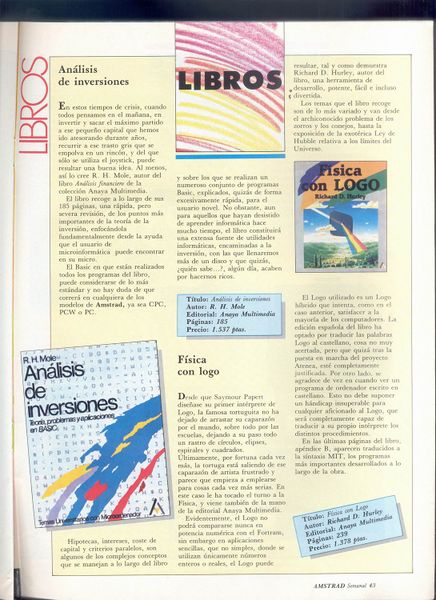 LIBROS
Análisis
de inversiones
En estos tiempos de crisis, cuando
todos pensamos en el mañana, en
invertir y sacar el máximo partido
a ese pequeño capital que hemos
ido atesorando durante años,
recurrir a ese trasto gris que se
empolva en un rincón, y del que
sólo se utiliza el joystick, puede
resultar una buena idea. Al menos,
así lo cree R. H. Mole, autor del
libro Análisis financiero de la
colección Anaya Multimedia.
El libro recoge a lo largo de sus
185 páginas, una rápida, pero
severa revisión, de los puntos más
importantes de la teoría de la
inversión, enfocándola
fundamentalmente desde la ayuda
que el usuario de
microinformática puede encontrar
en su micro.
El Basic en que están realizados
todos los programas del libro,
puede considerarse de lo más
estándar y no hay duda de que
correrá en cualquiera de los
modelos de Amstrad, ya sea CPC,
PCW o PC.
R. H. Mole
Análisis
de
inversiones
Teoría, problemas y aplicaciones
en BASIC
Temas Universitarios con Microordenador
Hipotecas, intereses, coste de
capital y criterios paralelos, son
algunos de los complejos conceptos
que se manejan a lo largo del libro
LIBROS
y sobre los que se realizan un
numeroso conjunto de programas
Basic, explicados, quizás de forma
excesivamente rápida, para el
usuario novel. No obstante, aun
para aquellos que hayan desistido
de aprender informática hace
mucho tiempo, el libro constituirá
una extensa fuente de utilidades
informáticas, encaminadas a la
inversión, con las que llenaremos
más de un disco y que quizás,
¿quién sabe...?, algún día, acaben
por hacernos ricos.
Título: Análisis de inversiones
Autor: R. H. Mole
Editorial: Anaya Multimedia
Páginas: 185
Precio: 1.537 ptas.
Física
con logo
Desde que Saymour Papert
diseñase su primer intérprete de
Logo, la famosa tortuguita no ha
dejado de arrastar su caparazón
por el mundo, sobre todo por las
escuelas, dejando a su paso todo
un rastro de círculos, elipses,
espirales y cuadrados.
Últimamente, por fortuna cada vez
más, la tortuga está saliendo de ese
caparazón de artista frustrado y
parece que empieza a emplearse
para cosas cada vez más serias. En
este caso le ha tocado el turno a la
Física, y viene también de la mano
de la editorial Anaya Multimedia.
Evidentemente, el Logo no
podrá compararse nunca en
potencia numérica con el Fortram,
sin embargo en aplicaciones
sencillas, que no simples, donde se
utilizan únicamente números
enteros o reales, el Logo puede
resultar, tal y como demuestra
Richard D. Hurley, autor del
libro, una herramienta de
desarrollo, potente, fácil e incluso
divertida.
Los temas que el libro recoge
son de lo más variado y van desde
el archiconocido problema de los
zorros y los conejos, hasta la
exposición de la exotérica Ley de
Hubble relativa a los límites del
Universo.
Física
con LOGO
Richard D. Hurley
El Logo utilizado es un Logo
híbrido que intenta, como en el
caso anterior, satisfacer a la
mayoría de los computadores. La
edición española del libro ha
optado por traducir las palabras
Logo al castellano, cosa no muy
acertada, pero que quizá tras la
puesta en marcha del proyecto
Atenea, esté completamente
justificada. Por otro lado, se
agradece de vez en cuando ver un
programa de ordenador escrito en
castellano. Esto no debe suponer
un hándicap insuperable para
cualquier aficionado al Logo, que
verá completamente capaz de
traducir a su propio intérprete los
distintos procedimientos.
En las últimas páginas del libro,
apéndice B, aparecen traducidos a
la sintaxis MIT, los programas
más importantes desarrollados a lo
largo de la obra.
Título: Física con Logo
Autor: Richard D. Hurley
Editorial: Anaya Multimedia
Páginas: 239
Precio: 1.378 ptas.
AMSTRAD Semanal 43